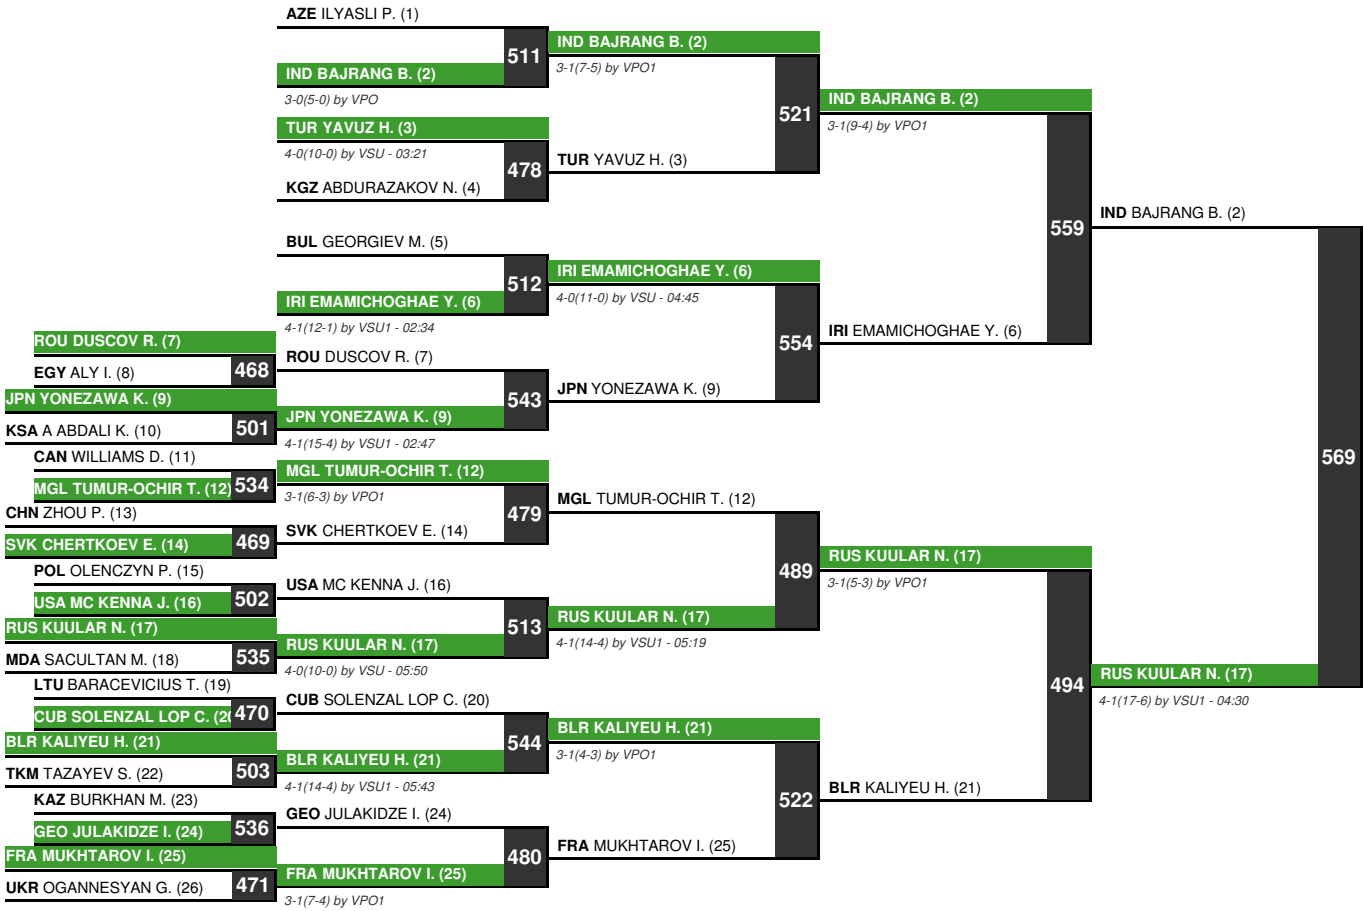 AZE ILYASLI P. (1)
511
IND BAJRANG B. (2)
IND BAJRANG B. (2)
3-1(7-5) by VPO1
3-0(5-0) by VPO
521
IND BAJRANG B. (2)
3-1(9-4) by VPO1
TUR YAVUZ H. (3)
4-0(10-0) by VSU - 03:21
478
TUR YAVUZ H. (3)
KGZ ABDURAZAKOV N. (4)
559
IND BAJRANG B. (2)
BUL GEORGIEV M. (5)
512
IRI EMAMICHOGHAE Y. (6)
IRI EMAMICHOGHAE Y. (6)
4-0(11-0) by VSU - 04:45
4-1(12-1) by VSU1 - 02:34
554
IRI EMAMICHOGHAE Y. (6)
ROU DUSCOV R. (7)
468
ROU DUSCOV R. (7)
EGY ALY I. (8)
543
JPN YONEZAWA K. (9)
JPN YONEZAWA K. (9)
501
JPN YONEZAWA K. (9)
KSA A ABDALI K. (10)
4-1(15-4) by VSU1 - 02:47
569
CAN WILLIAMS D. (11)
534
MGL TUMUR-OCHIR T. (12)
MGL TUMUR-OCHIR T. (12)
3-1(6-3) by VPO1
479
MGL TUMUR-OCHIR T. (12)
CHN ZHOU P. (13)
469
SVK CHERTKOEV E. (14)
SVK CHERTKOEV E. (14)
489
RUS KUULAR N. (17)
3-1(5-3) by VPO1
POL OLENCZYN P. (15)
502
USA MC KENNA J. (16)
USA MC KENNA J. (16)
513
RUS KUULAR N. (17)
4-1(14-4) by VSU1 - 05:19
RUS KUULAR N. (17)
535
RUS KUULAR N. (17)
MDA SACULTAN M. (18)
4-0(10-0) by VSU - 05:50
494
RUS KUULAR N. (17)
4-1(17-6) by VSU1 - 04:30
LTU BARACEVICIUS T. (19)
470
CUB SOLENZAL LOP C. (20
CUB SOLENZAL LOP C. (20)
544
BLR KALIYEU H. (21)
3-1(4-3) by VPO1
BLR KALIYEU H. (21)
503
BLR KALIYEU H. (21)
TKM TAZAYEV S. (22)
4-1(14-4) by VSU1 - 05:43
522
BLR KALIYEU H. (21)
KAZ BURKHAN M. (23)
536
GEO JULAKIDZE I. (24)
GEO JULAKIDZE I. (24)
480
FRA MUKHTAROV I. (25)
FRA MUKHTAROV I. (25)
471
FRA MUKHTAROV I. (25)
UKR OGANNESYAN G. (26)
3-1(7-4) by VPO1